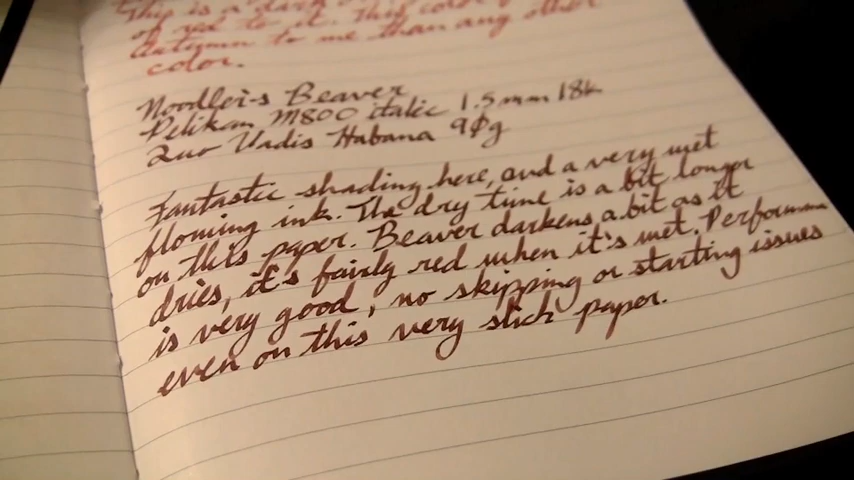 This is a dark
of red to it. This color
Autumn to me than any other
color.
Noodler-s Beaver
Pelikan M800 italic 1.5mm 18k
Quo Vadis Habana 90g
Fantastic shading here, and a very wet
flowing ink. The dry time is a bit longer
on this paper. Beaver darkens a bit as it
dries, it's fairly red when it's wet. Performance
is very good, no skipping or starting issues
even on this very slick paper.